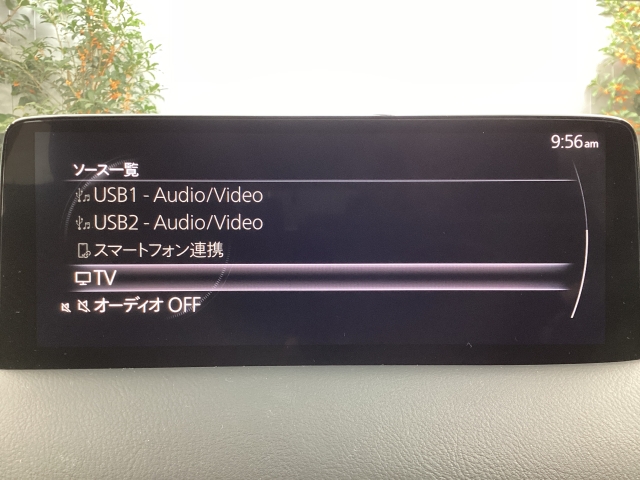 9:56am
ソース一覧
USB1 - Audio/Video
USB2 - Audio/Video
スマートフォン連携
TV
オーディオ OFF